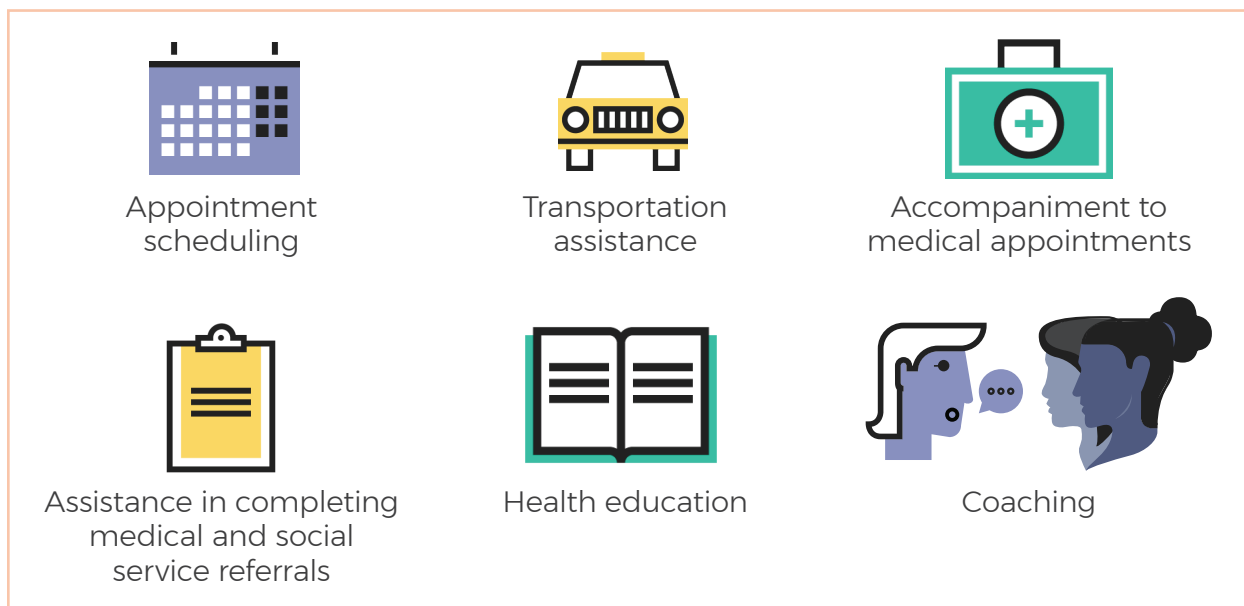 Appointment
scheduling
Transportation
assistance
Accompaniment to
medical appointments
Assistance in completing
medical and social
service referrals
Health education
Coaching